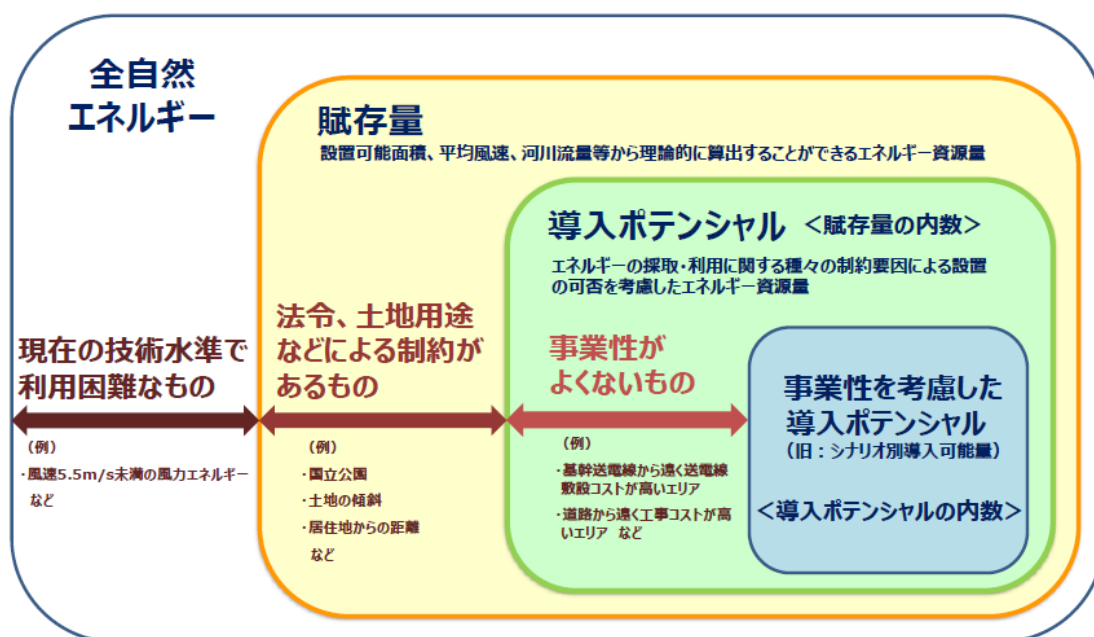 全自然
エネルギー
賦存量
設置可能面積、平均風速、河川流量等から理論的に算出することができるエネルギー資源量
導入ポテンシャル <賦存量の内数>
エネルギーの採取・利用に関する種々の制約要因による設置
の可否を考慮したエネルギー資源量
現在の技術水準で
利用困難なもの
(例)
・風速5.5m/s未満の風力エネルギー
など
法令、土地用途
などによる制約が
あるもの
(例)
・国立公園
・土地の傾斜
・居住地からの距離
など
事業性が
よくないもの
(例)
・基幹送電線から遠く送電線
敷設コストが高いエリア
・道路から遠く工事コストが高
いエリア など
事業性を考慮した
導入ポテンシャル
(旧:シナリオ別導入可能量)
<導入ポテンシャルの内数>